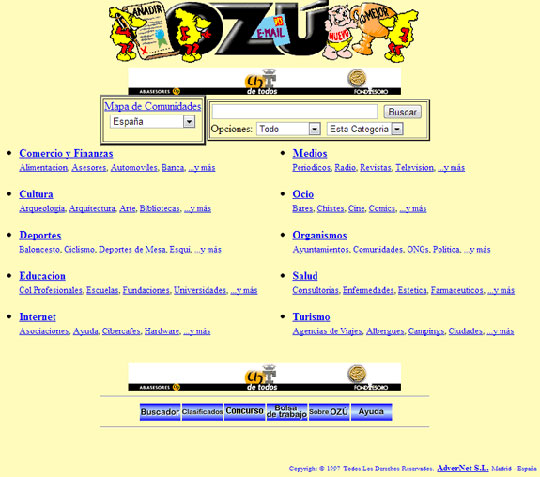 AÑADIR
OZÚ
E-MAIL
NUEVO
LO MEJOR
ABASESORES
de todos
FONDTESORO
Mapa de Comunidades
España
Buscar
Opciones: Todo Esta Categoria
Comercio y Finanzas
Alimentacion, Asesores, Automoviles, Banca, ...y más
Cultura
Arqueología, Arquitectura, Arte, Bibliotecas, ...y más
Deportes
Baloncesto, Ciclismo, Deportes de Mesa, Esqui, ...y más
Educacion
Col.Profesionales, Escuelas, Fundaciones, Universidades, ...y más
Internet
Asociaciones, Ayuda, Cibercafes, Hardware, ...y más
Medios
Periodicos, Radio, Revistas, Television, ...y más
Ocio
Bares, Chistes, Cine, Comics, ...y más
Organismos
Ayuntamientos, Comunidades, ONGs, Politica, ...y más
Salud
Consultorias, Enfermedades, Estetica, Farmaceuticos, ...y más
Turismo
Agencias de Viajes, Albergues, Campings, Ciudades, ...y más
ABASESORES
de todos
FONDTESORO
Buscador Clasificados Concurso Bolsa de trabajo Sobre OZU Ayuda
Copyright © 1997 Todos Los Derechos Reservados. AdverNet S.L. Madrid - España